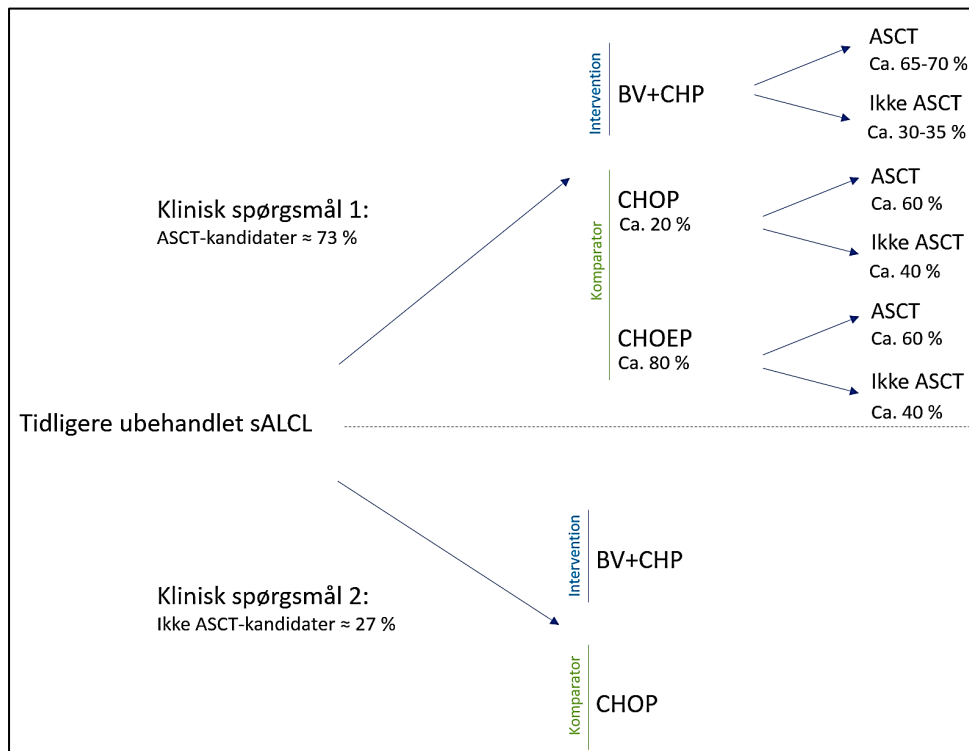 Intervention
BV+CHP
ASCT
Ca. 65-70 %
Ikke ASCT
Ca. 30-35 %
Klinisk spørgsmål 1:
ASCT-kandidater ≈ 73 %
Komparator
CHOP
Ca. 20 %
ASCT
Ca. 60 %
Ikke ASCT
Ca. 40 %
CHOEP
Ca. 80 %
ASCT
Ca. 60 %
Ikke ASCT
Ca. 40 %
Tidligere ubehandlet sALCL
Klinisk spørgsmål 2:
Ikke ASCT-kandidater ≈ 27 %
Intervention
BV+CHP
Komparator
CHOP